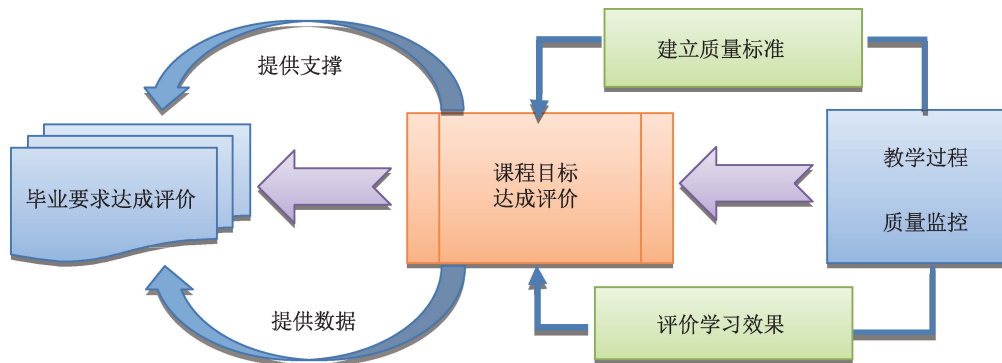 提供支撑
建立质量标准
毕业要求达成评价
课程目标
达成评价
教学过程
质量监控
提供数据
评价学习效果